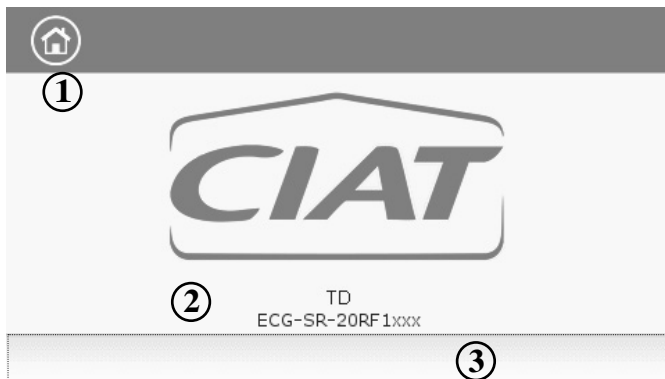 ①
CIAT
②
TD
ECG-SR-20RF1xxx
③